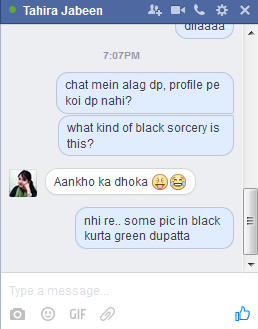 Tahira Jabeen
dilaaaa
7:07PM
chat mein alag dp, profile pe
koi dp nahi?
what kind of black sorcery is
this?
Aankho ka dhoka
nhi re.. some pic in black
kurta green dupatta
Type a message...
GIF